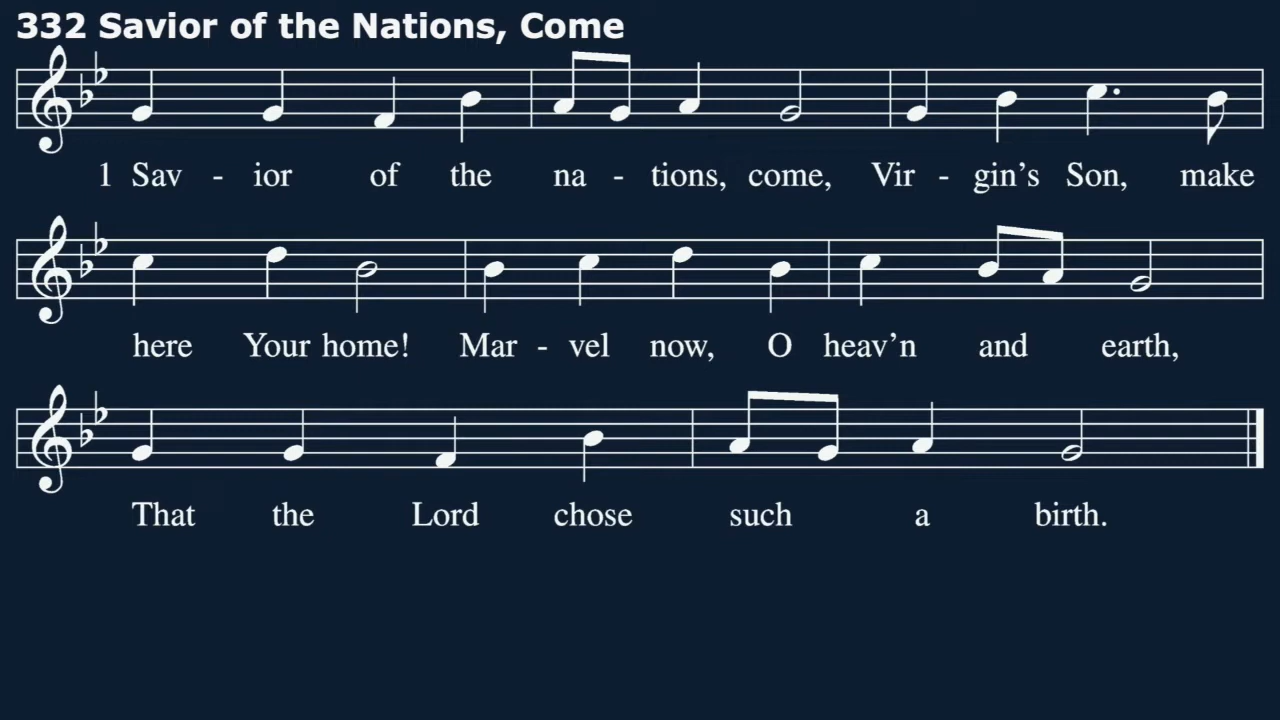 332 Savior of the Nations, Come
1 Sav - ior of the na - tions, come, Vir - gin’s Son, make
here Your home! Mar - vel now, O heav’n and earth,
That the Lord chose such a birth.